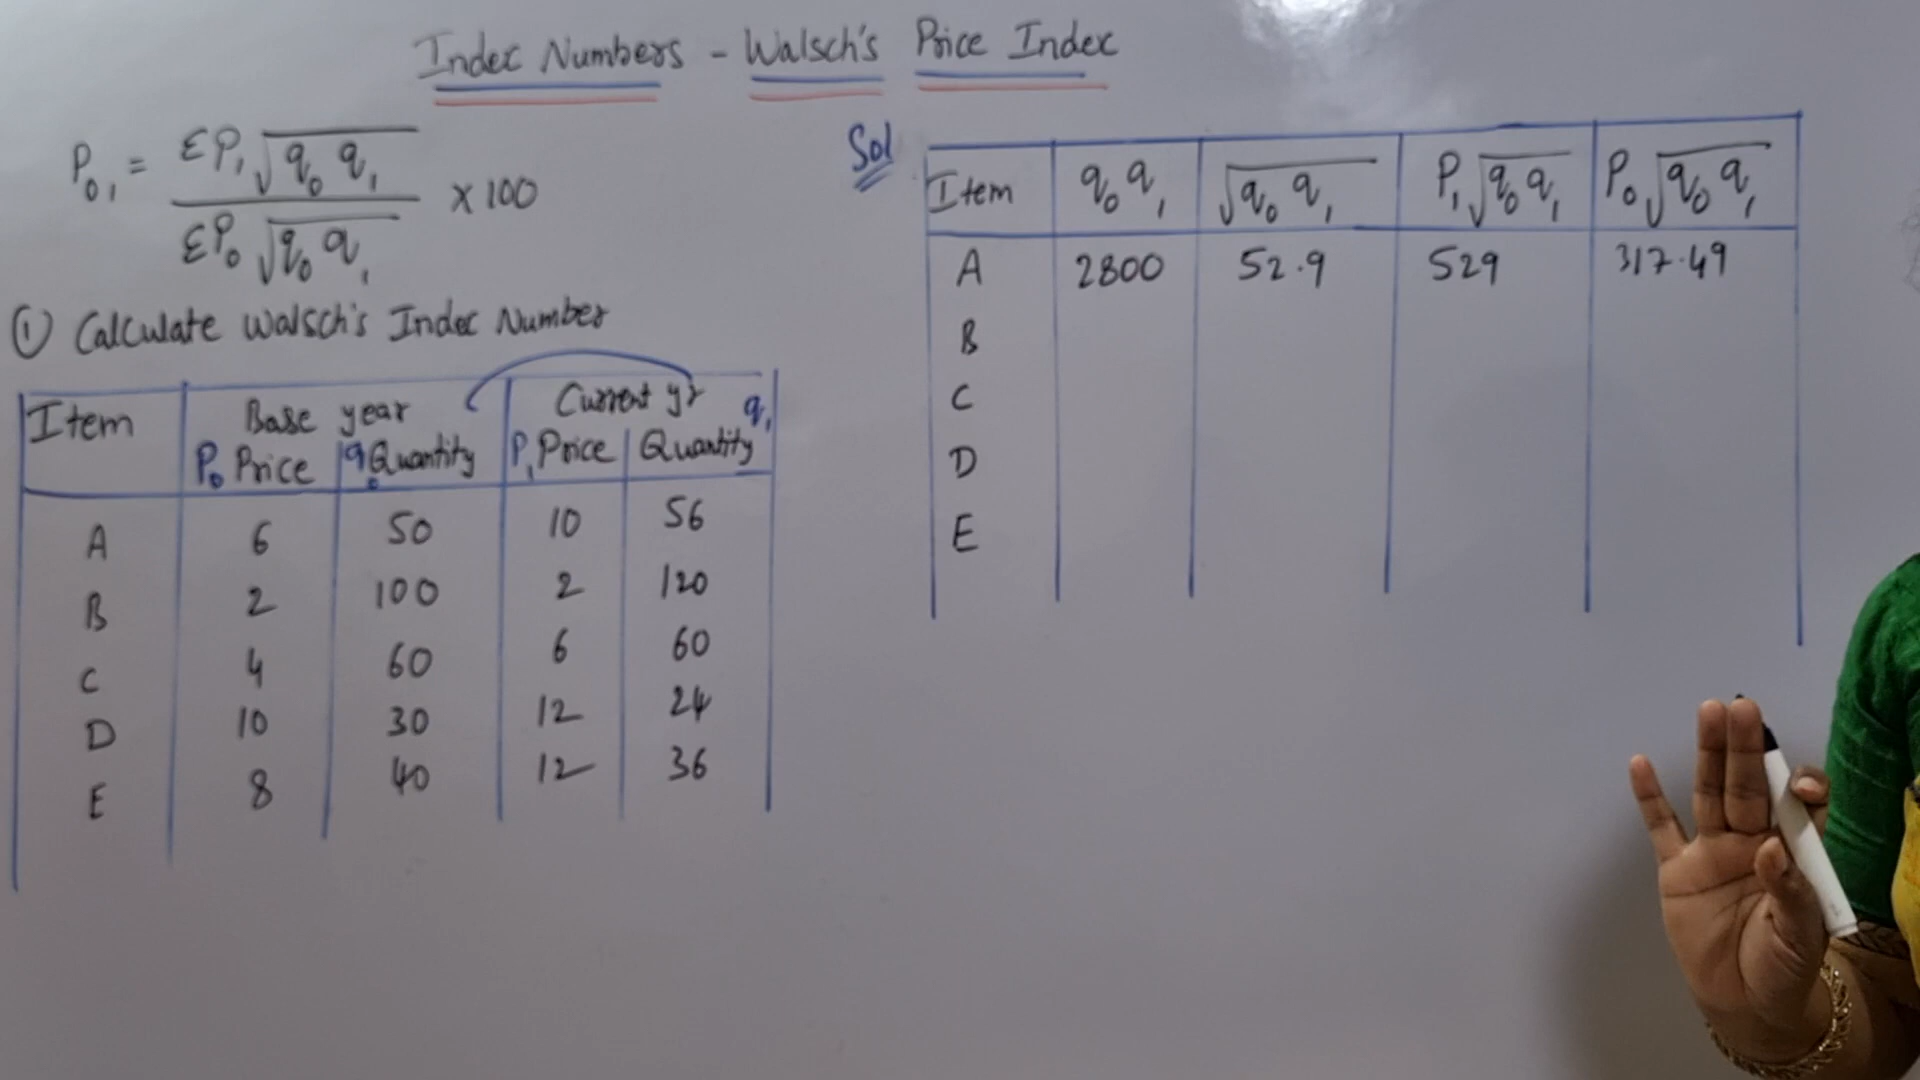 Index Numbers - Walsch's Price Index
P₀₁ = ΣP₁√q₀q₁ / ΣP₀√q₀q₁ × 100
① Calculate Walsch's Index Number
Item Base year Current yr
P₀ Price q₀ Quantity P₁ Price Quantity q₁
A 6 50 10 56
B 2 100 2 120
C 4 60 6 60
D 10 30 12 24
E 8 40 12 36
Sol
Item q₀q₁ √q₀q₁ P₁√q₀q₁ P₀√q₀q₁
A 2800 52.9 529 317.49
B
C
D
E